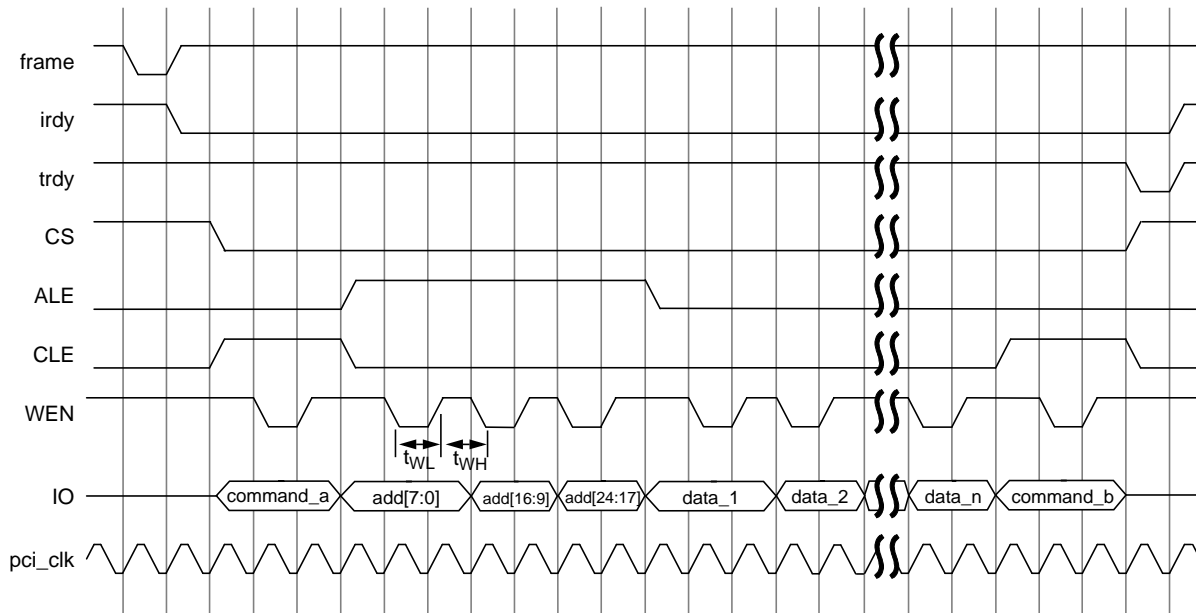 frame
irdy
trdy
CS
ALE
CLE
WEN
tWL tWH
IO command_a add[7:0] add[16:9] add[24:17] data_1 data_2 data_n command_b
pci_clk